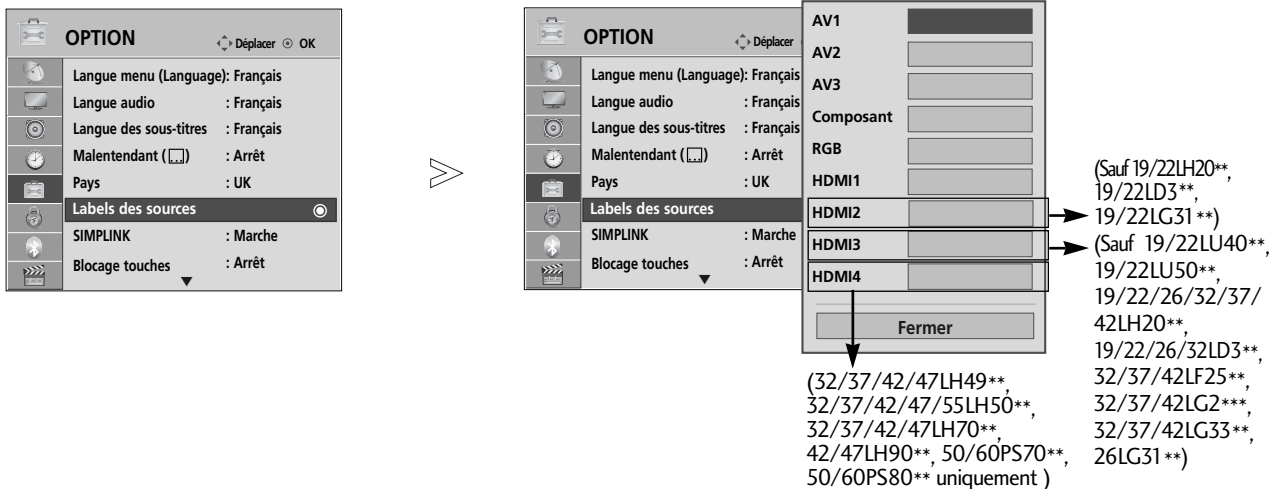 OPTION
Déplacer OK
Langue menu (Language): Français
Langue audio : Français
Langue des sous-titres : Français
Malentendant ( ) : Arrêt
Pays : UK
Labels des sources
SIMPLINK : Marche
Blocage touches : Arrêt
OPTION
Déplacer
Langue menu (Language): Français
Langue audio : Français
Langue des sous-titres : Français
Malentendant ( ) : Arrêt
Pays : UK
Labels des sources
SIMPLINK : Marche
Blocage touches : Arrêt
AV1
AV2
AV3
Composant
RGB
HDMI1
HDMI2
HDMI3
HDMI4
Fermer
(Sauf 19/22LH20**,
19/22LD3**,
19/22LG31 **)
(Sauf 19/22LU40**,
19/22LU50**,
19/22/26/32/37/
42LH20**,
19/22/26/32LD3**,
32/37/42LF25**,
32/37/42LG2***,
32/37/42LG33**,
26LG31 **)
(32/37/42/47LH49**,
32/37/42/47/55LH50**,
32/37/42/47LH70**,
42/47LH90**, 50/60PS70**,
50/60PS80** uniquement )